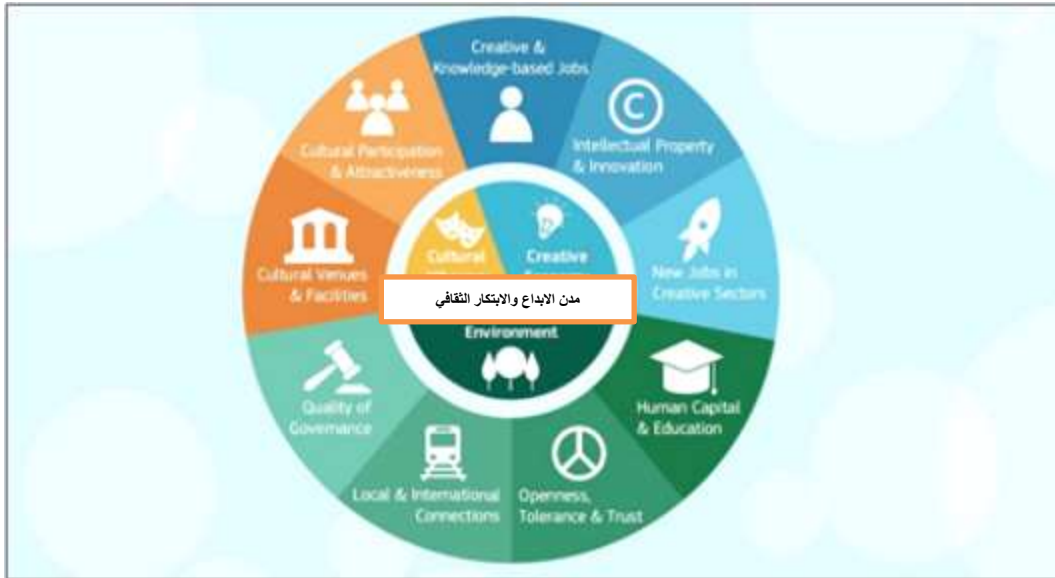 Creative &
Knowledge-based Jobs
Intellectual Property
& Innovation
New Jobs in
Creative Sectors
Human Capital
& Education
Openness,
Tolerance & Trust
Local & International
Connections
Quality of
Governance
Cultural Venues
& Facilities
Cultural Participation
& Attractiveness
Cultural
Creative
مدن الابداع والابتكار الثقافي
Environment
C